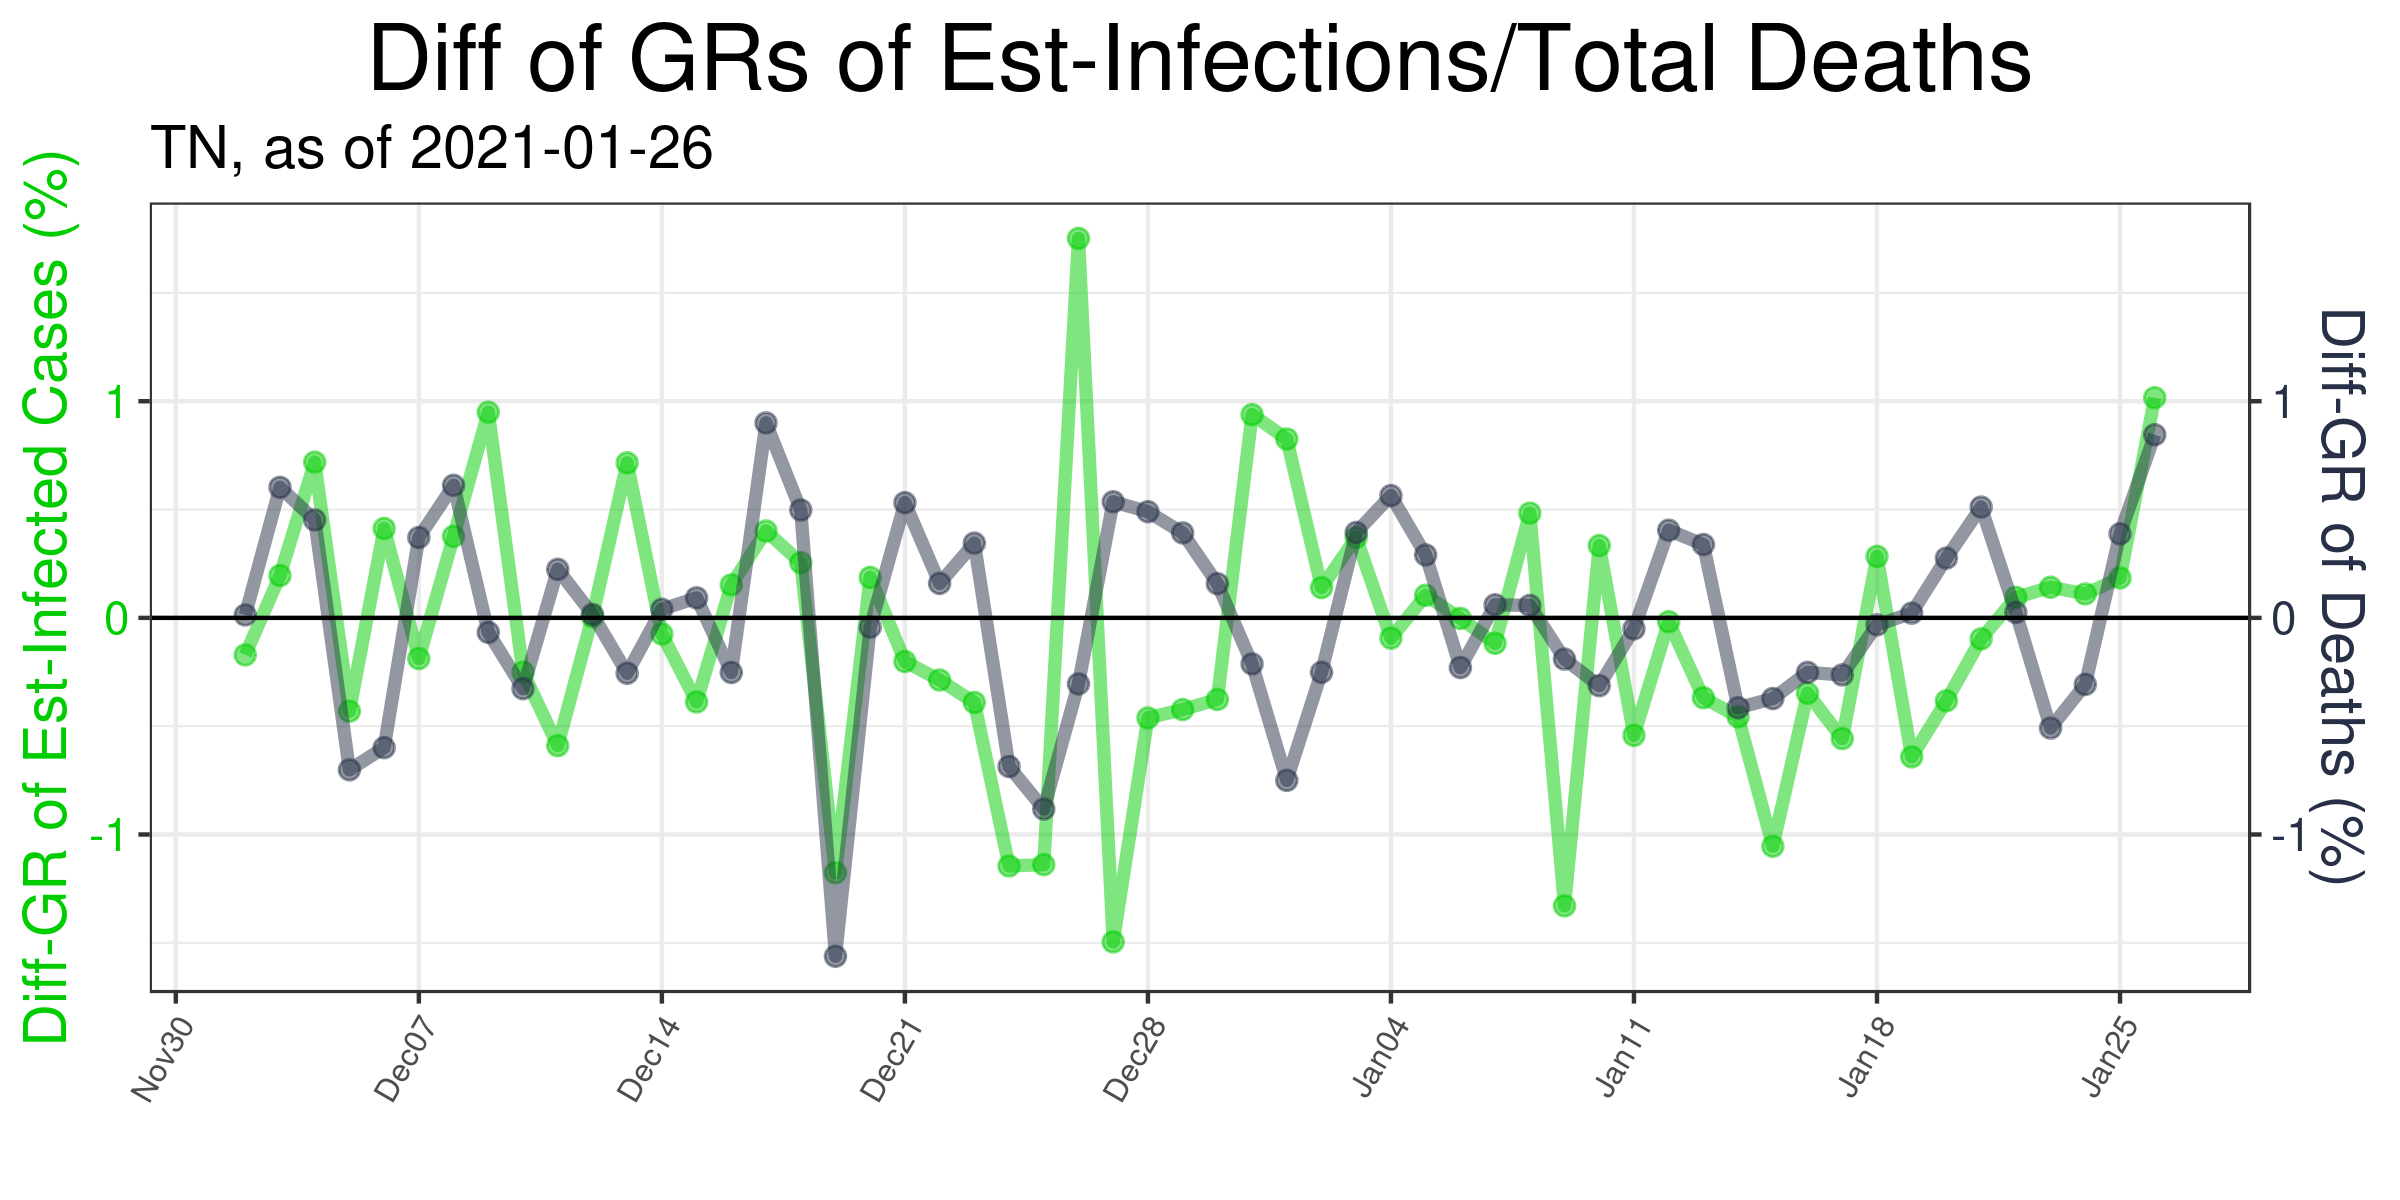 Diff of GRs of Est-Infections/Total Deaths
TN, as of 2021-01-26
Diff-GR of Est-Infected Cases (%)
1
0
-1
1
0
-1
Diff-GR of Deaths (%)
Nov30
Dec07
Dec14
Dec21
Dec28
Jan04
Jan11
Jan18
Jan25